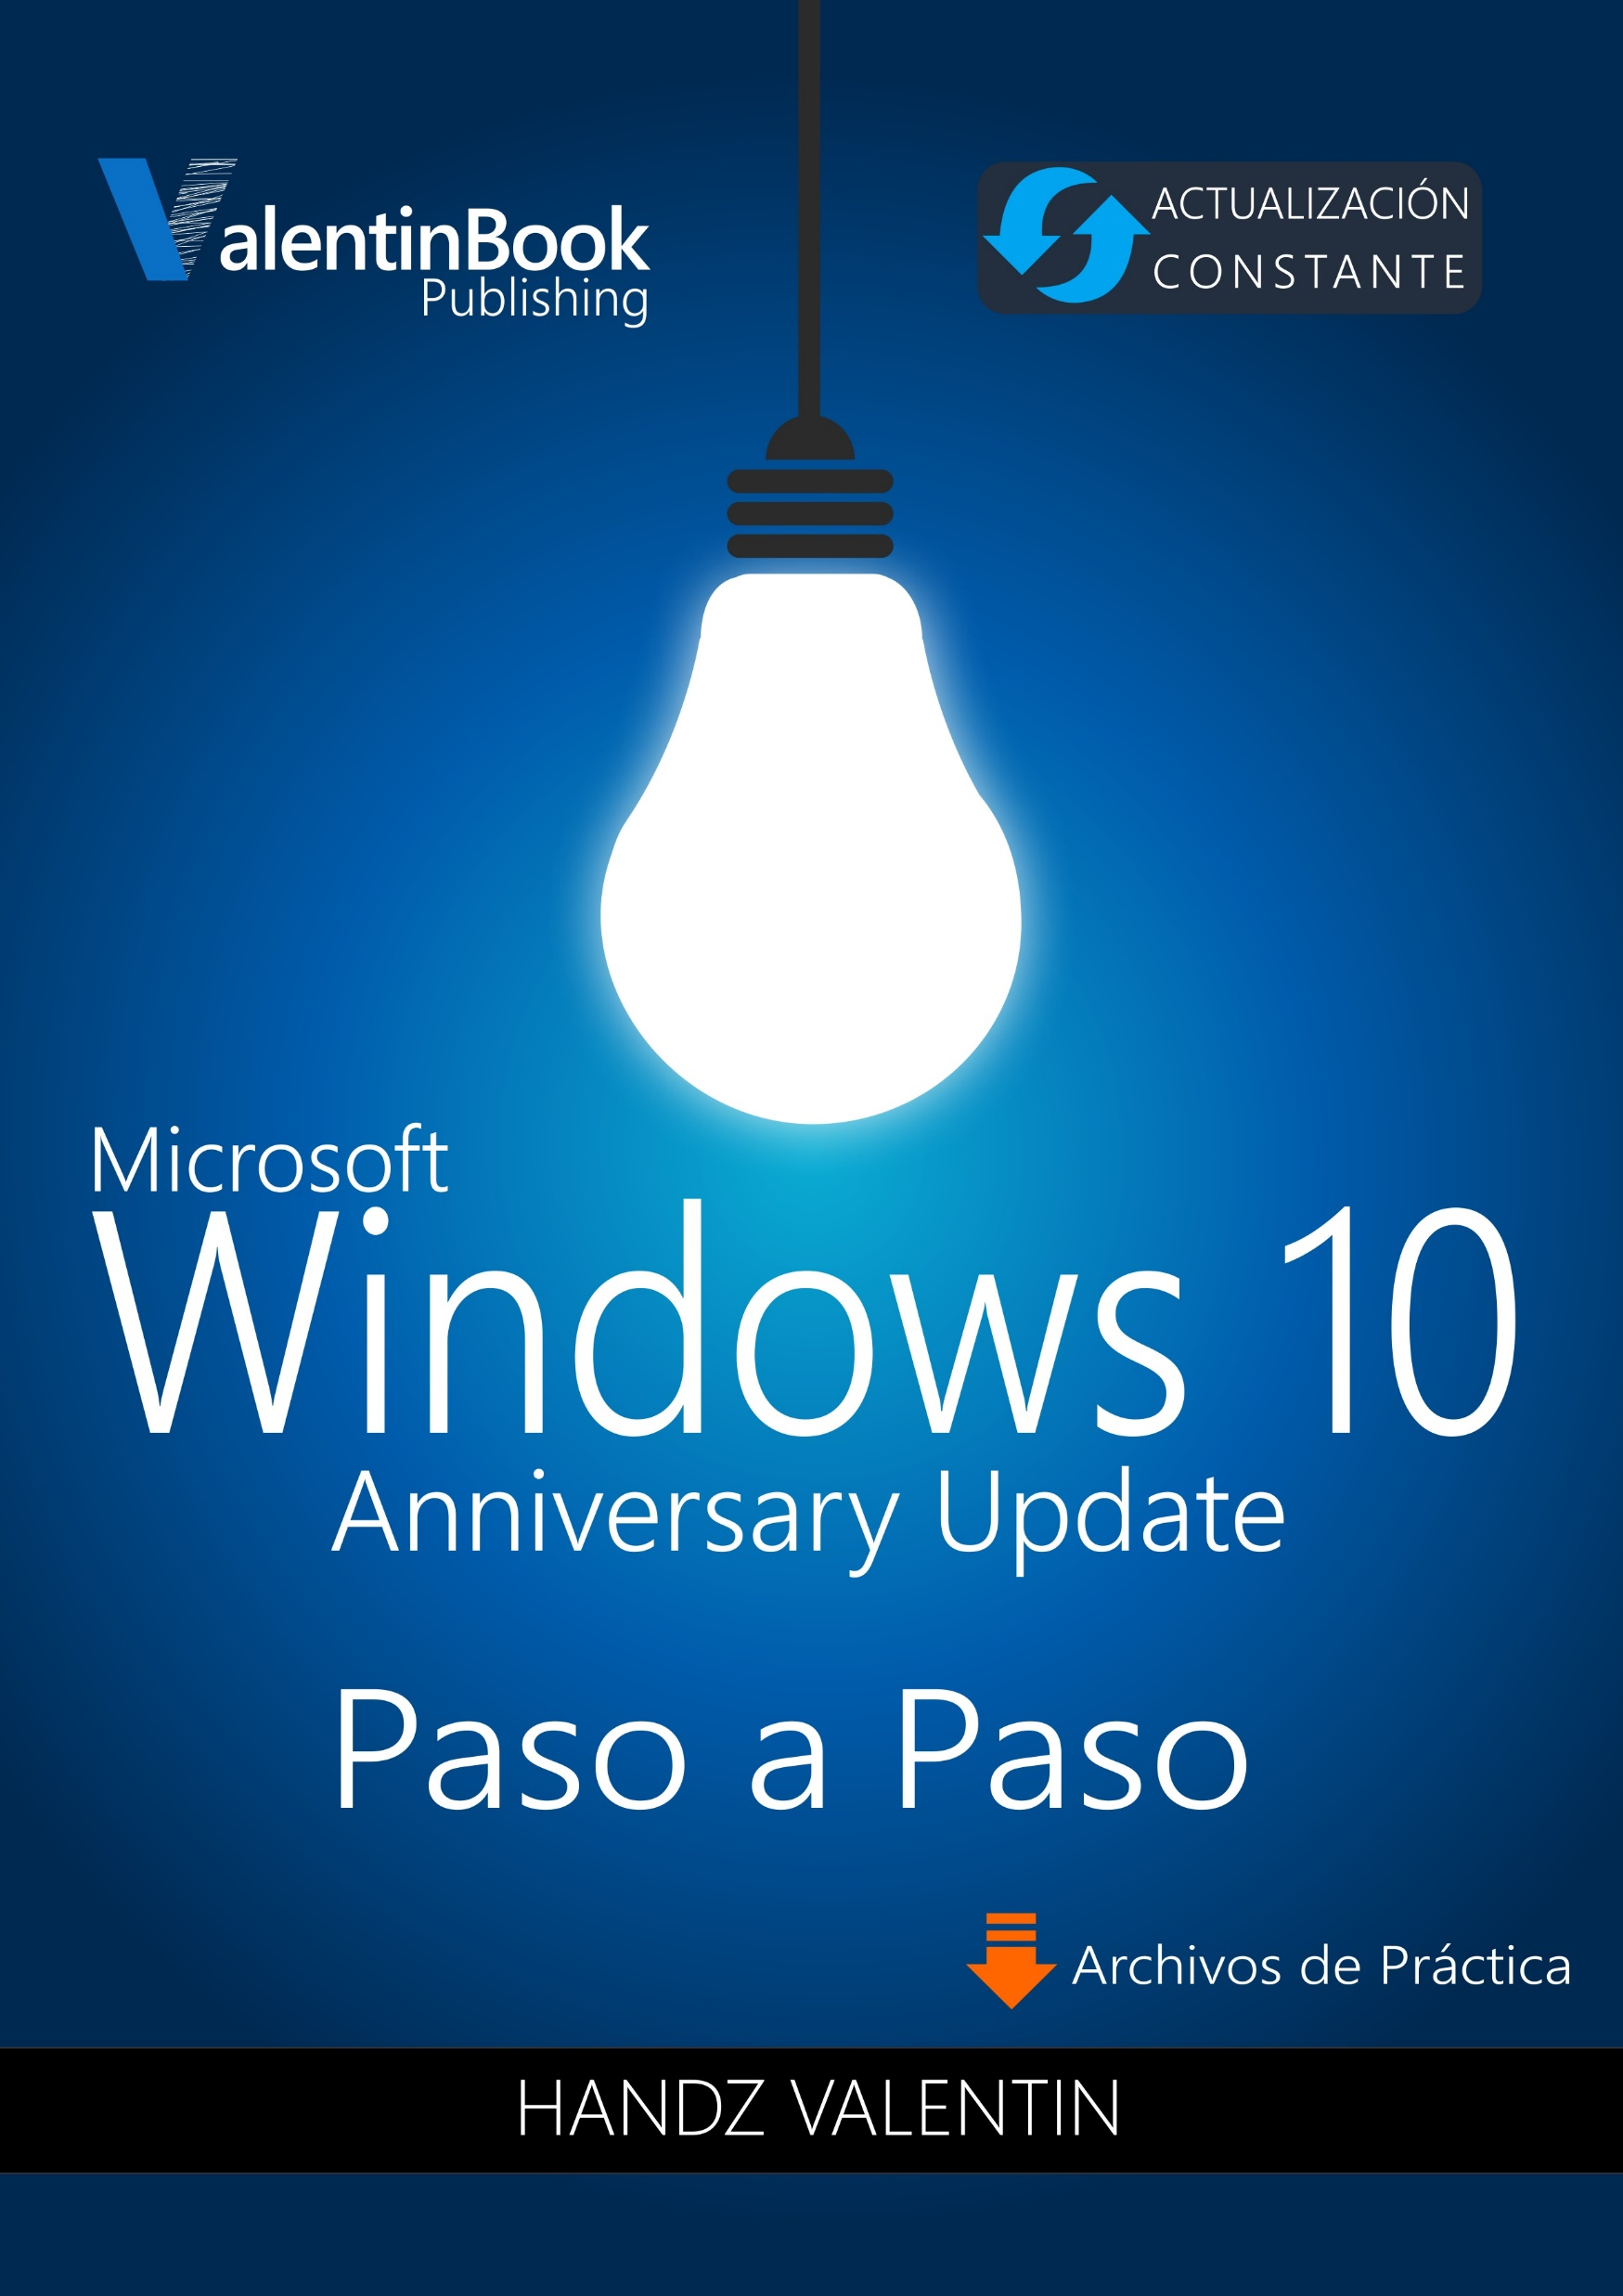 ValentinBook
Publishing
ACTUALIZACIÓN
CONSTANTE
Microsoft
Windows 10
Anniversary Update
Paso a Paso
Archivos de Práctica
HANDZ VALENTIN